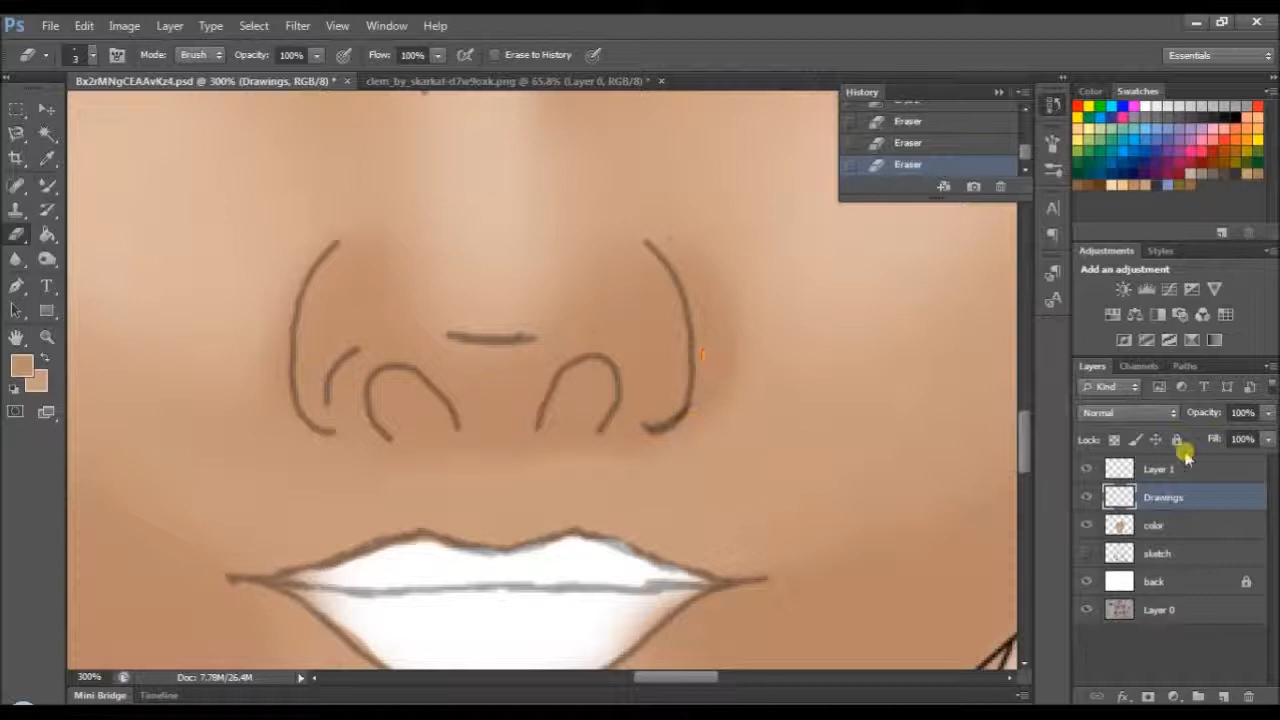 Ps File Edit Image Layer Type Select Filter View Window Help
3 Mode: Brush Opacity: 100% Flow: 100% Erase to History Essentials
Bx2rMNgCEAAvKz4.psd @ 300% (Drawings, RGB/8) * × clem_by_skarkat-d7w9oxk.png @ 65.8% (Layer 0, RGB/8) * ×
History
Eraser
Eraser
Eraser
Color Swatches
Adjustments Styles
Add an adjustment
Layers Channels Paths
Kind
Normal Opacity: 100%
Lock: Fill: 100%
Layer 1
Drawings
color
sketch
back
Layer 0
300% Doc: 7.78M/26.4M
Mini Bridge Timeline